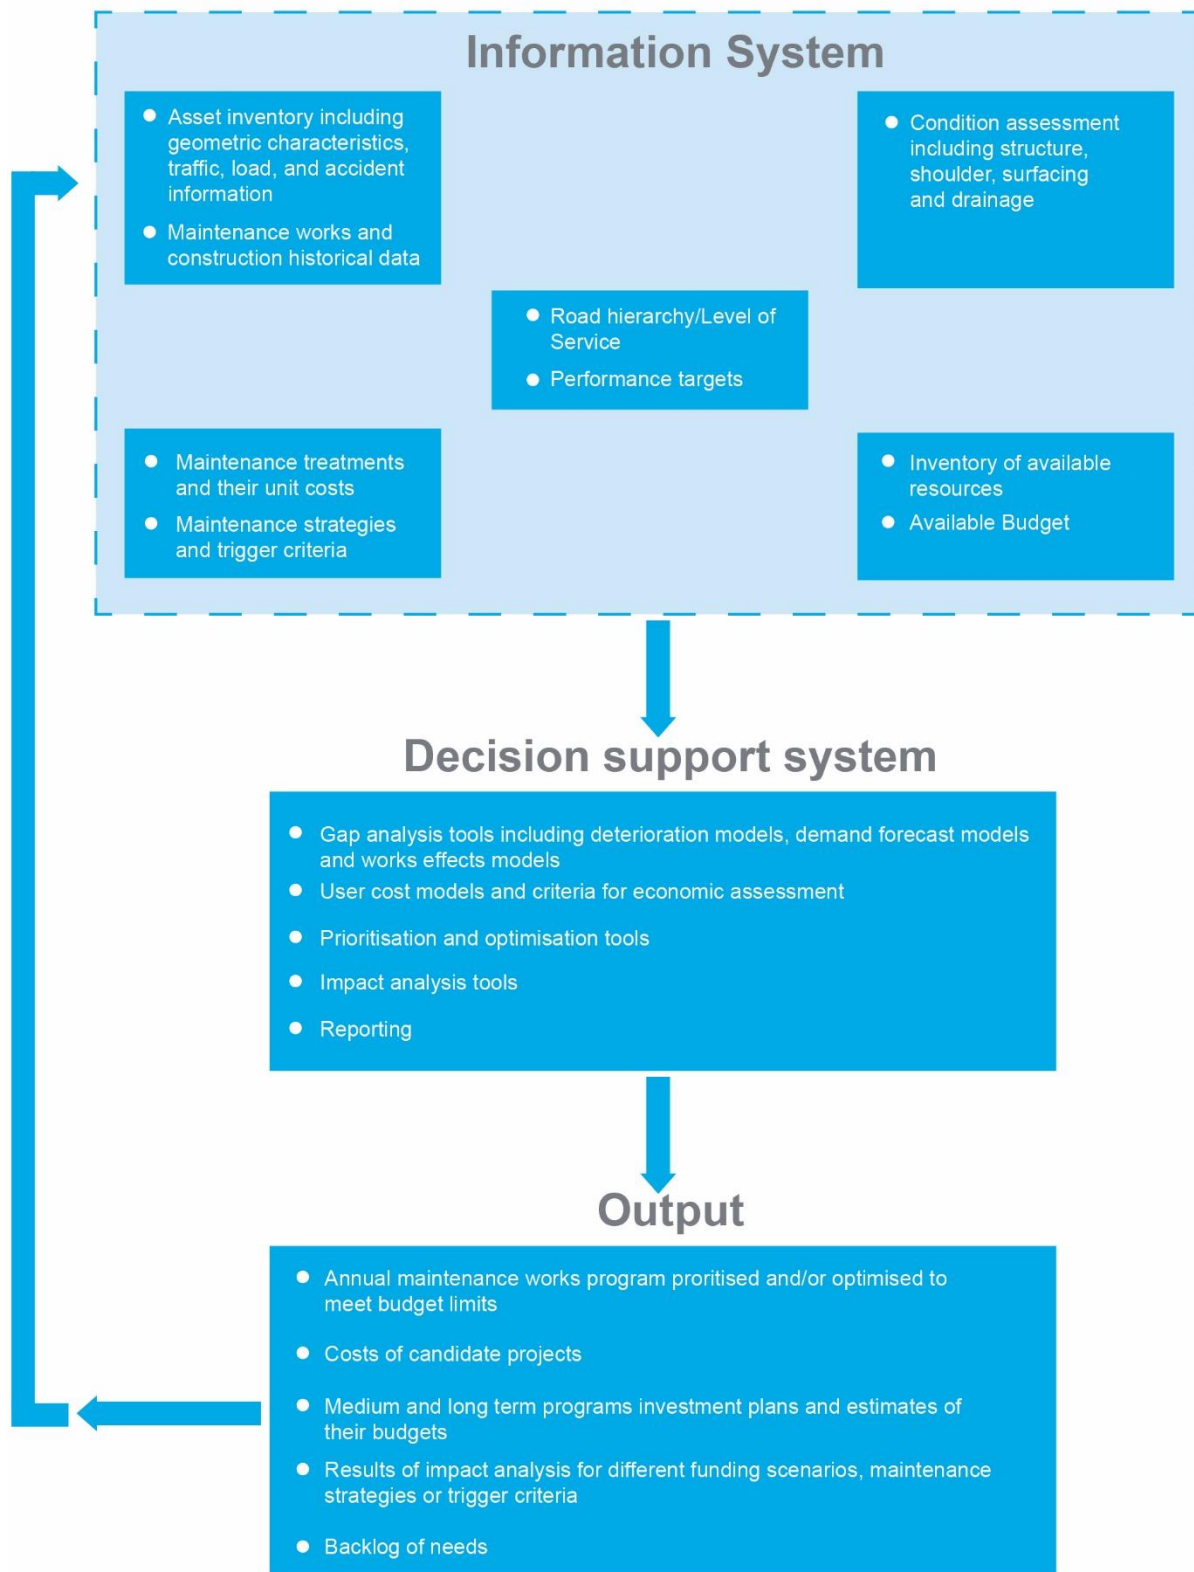 Information System
Asset inventory including
geometric characteristics,
traffic, load, and accident
information
Maintenance works and
construction historical data
Condition assessment
including structure,
shoulder, surfacing
and drainage
Road hierarchy/Level of
Service
Performance targets
Maintenance treatments
and their unit costs
Maintenance strategies
and trigger criteria
Inventory of available
resources
Available Budget
Decision support system
Gap analysis tools including deterioration models, demand forecast models
and works effects models
User cost models and criteria for economic assessment
Prioritisation and optimisation tools
Impact analysis tools
Reporting
Output
Annual maintenance works program proritised and/or optimised to
meet budget limits
Costs of candidate projects
Medium and long term programs investment plans and estimates of
their budgets
Results of impact analysis for different funding scenarios, maintenance
strategies or trigger criteria
Backlog of needs